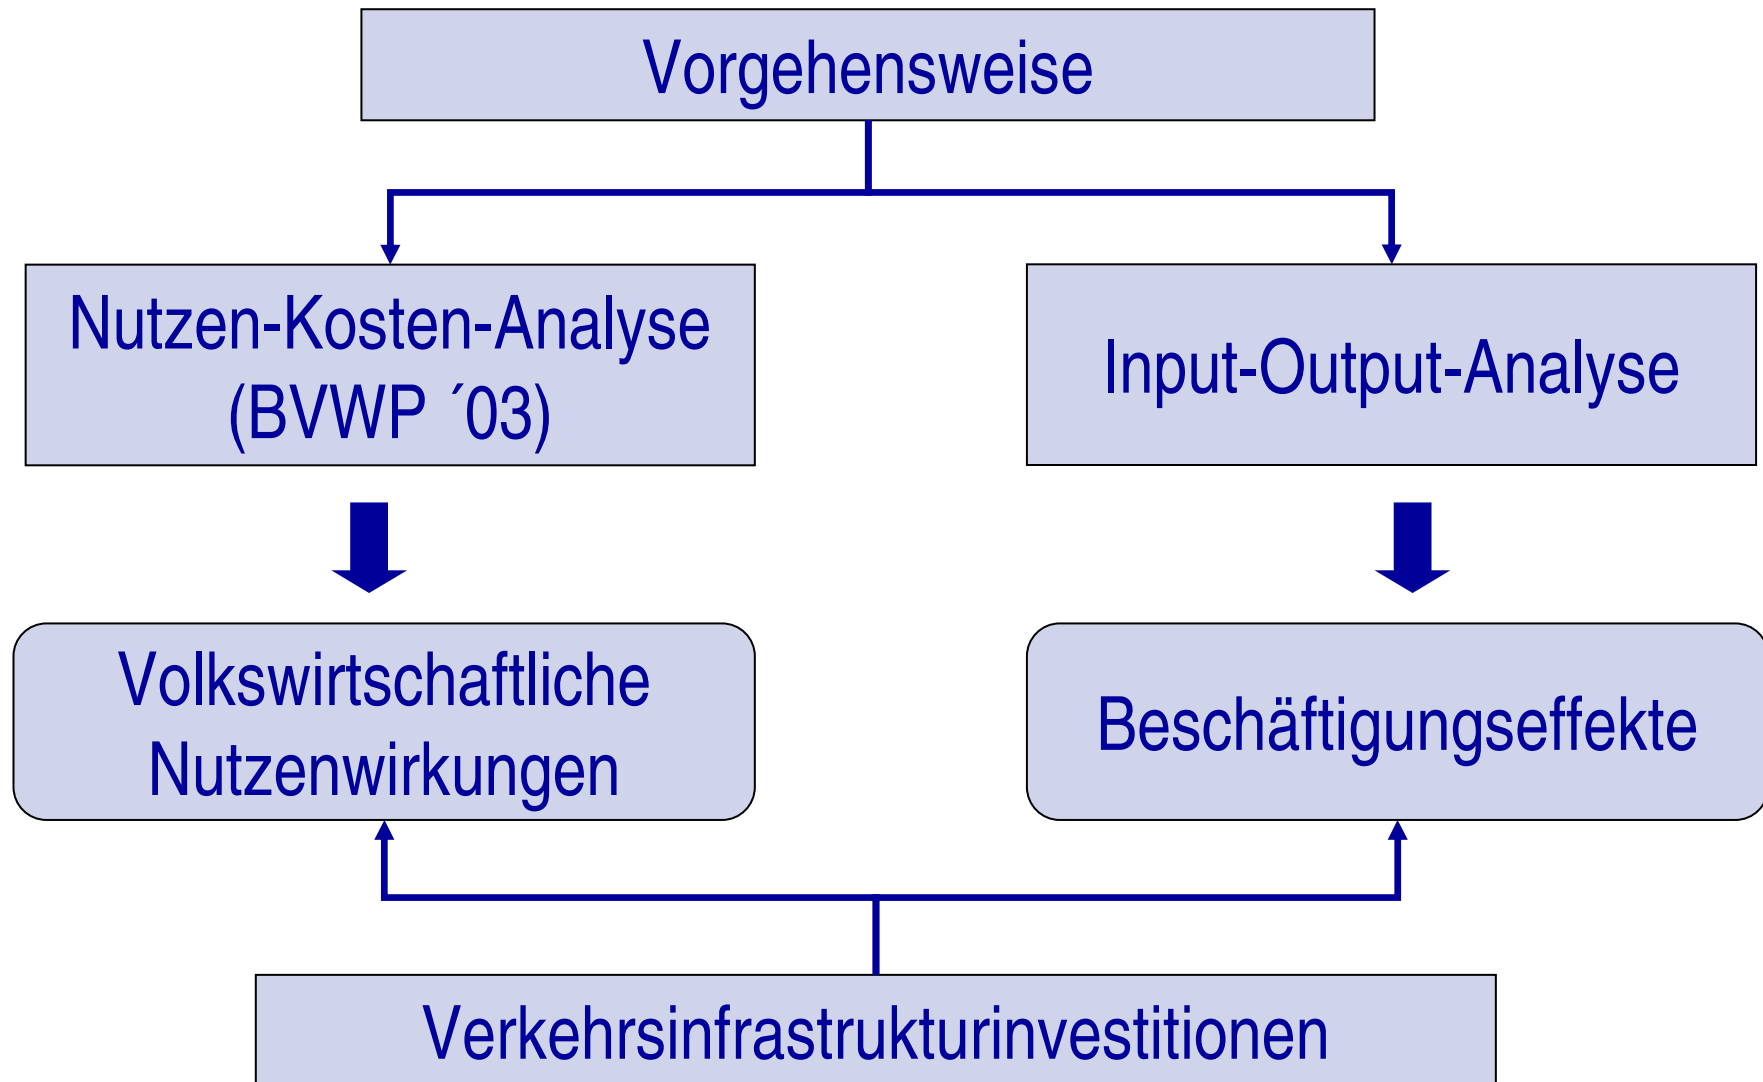 Vorgehensweise
Nutzen-Kosten-Analyse
(BVWP ´03)
Input-Output-Analyse
Volkswirtschaftliche
Nutzenwirkungen
Beschäftigungseffekte
Verkehrsinfrastrukturinvestitionen